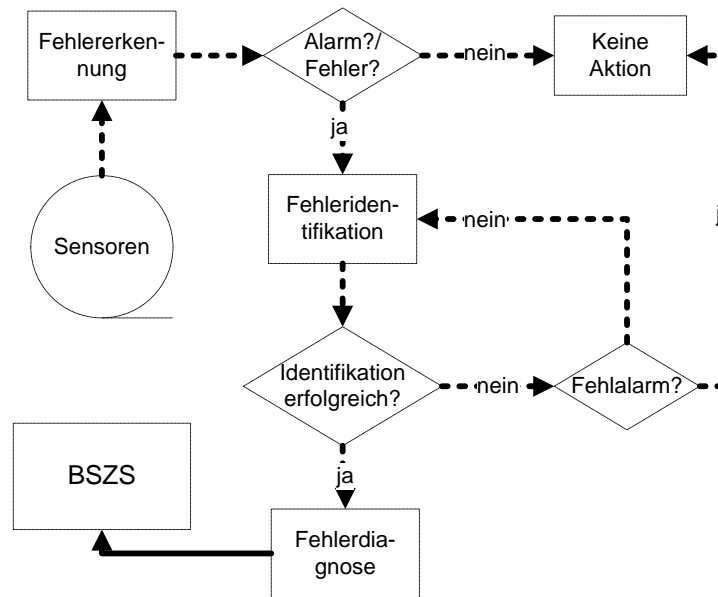 Fehlererken-
nung
Alarm?/
Fehler?
nein
Keine
Aktion
ja
Sensoren
Fehleriden-
tifikation
nein
Identifikation
erfolgreich?
nein
Fehlalarm?
BSZS
ja
Fehlerdia-
gnose